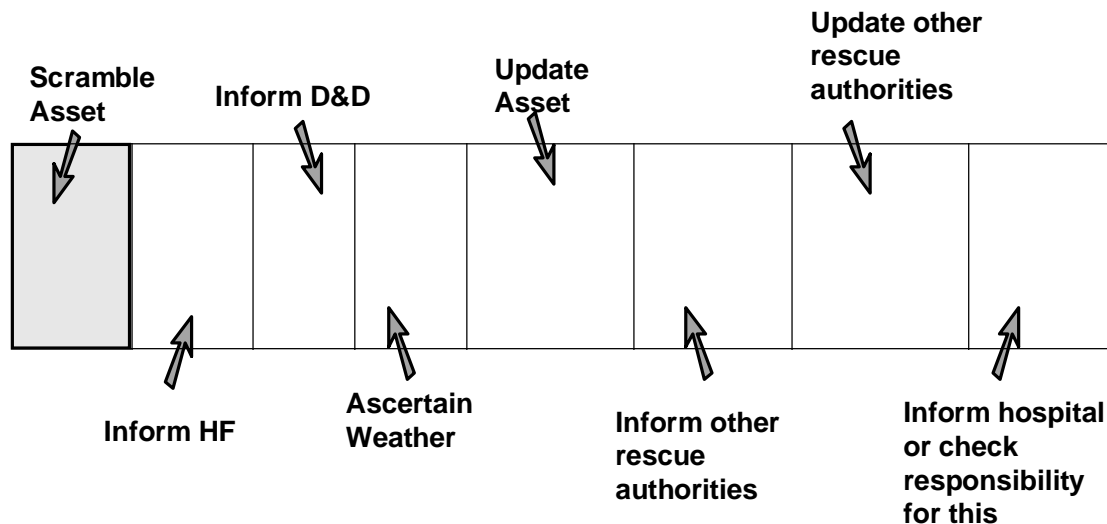 Scramble
Asset
Inform HF
Inform D&D
Ascertain
Weather
Update
Asset
Inform other
rescue
authorities
Update other
rescue
authorities
Inform hospital
or check
responsibility
for this